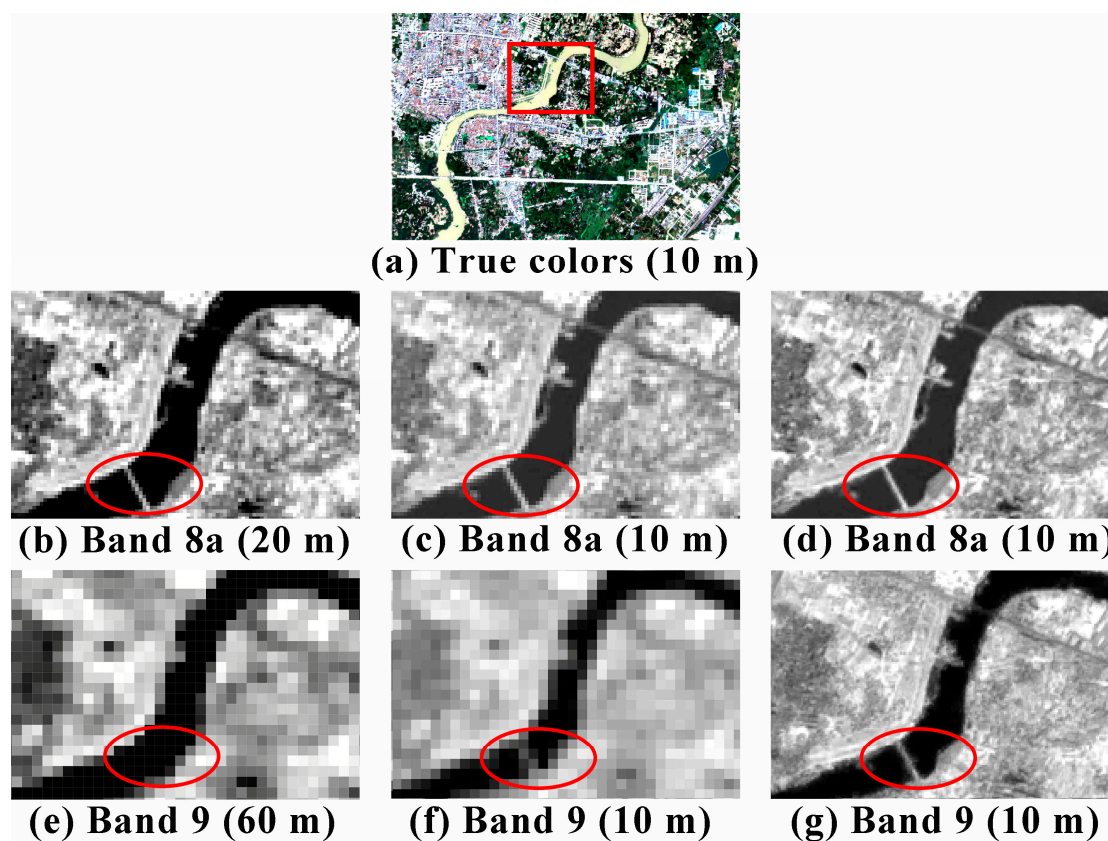 (a) True colors (10 m)
(b) Band 8a (20 m)
(c) Band 8a (10 m)
(d) Band 8a (10 m)
(e) Band 9 (60 m)
(f) Band 9 (10 m)
(g) Band 9 (10 m)